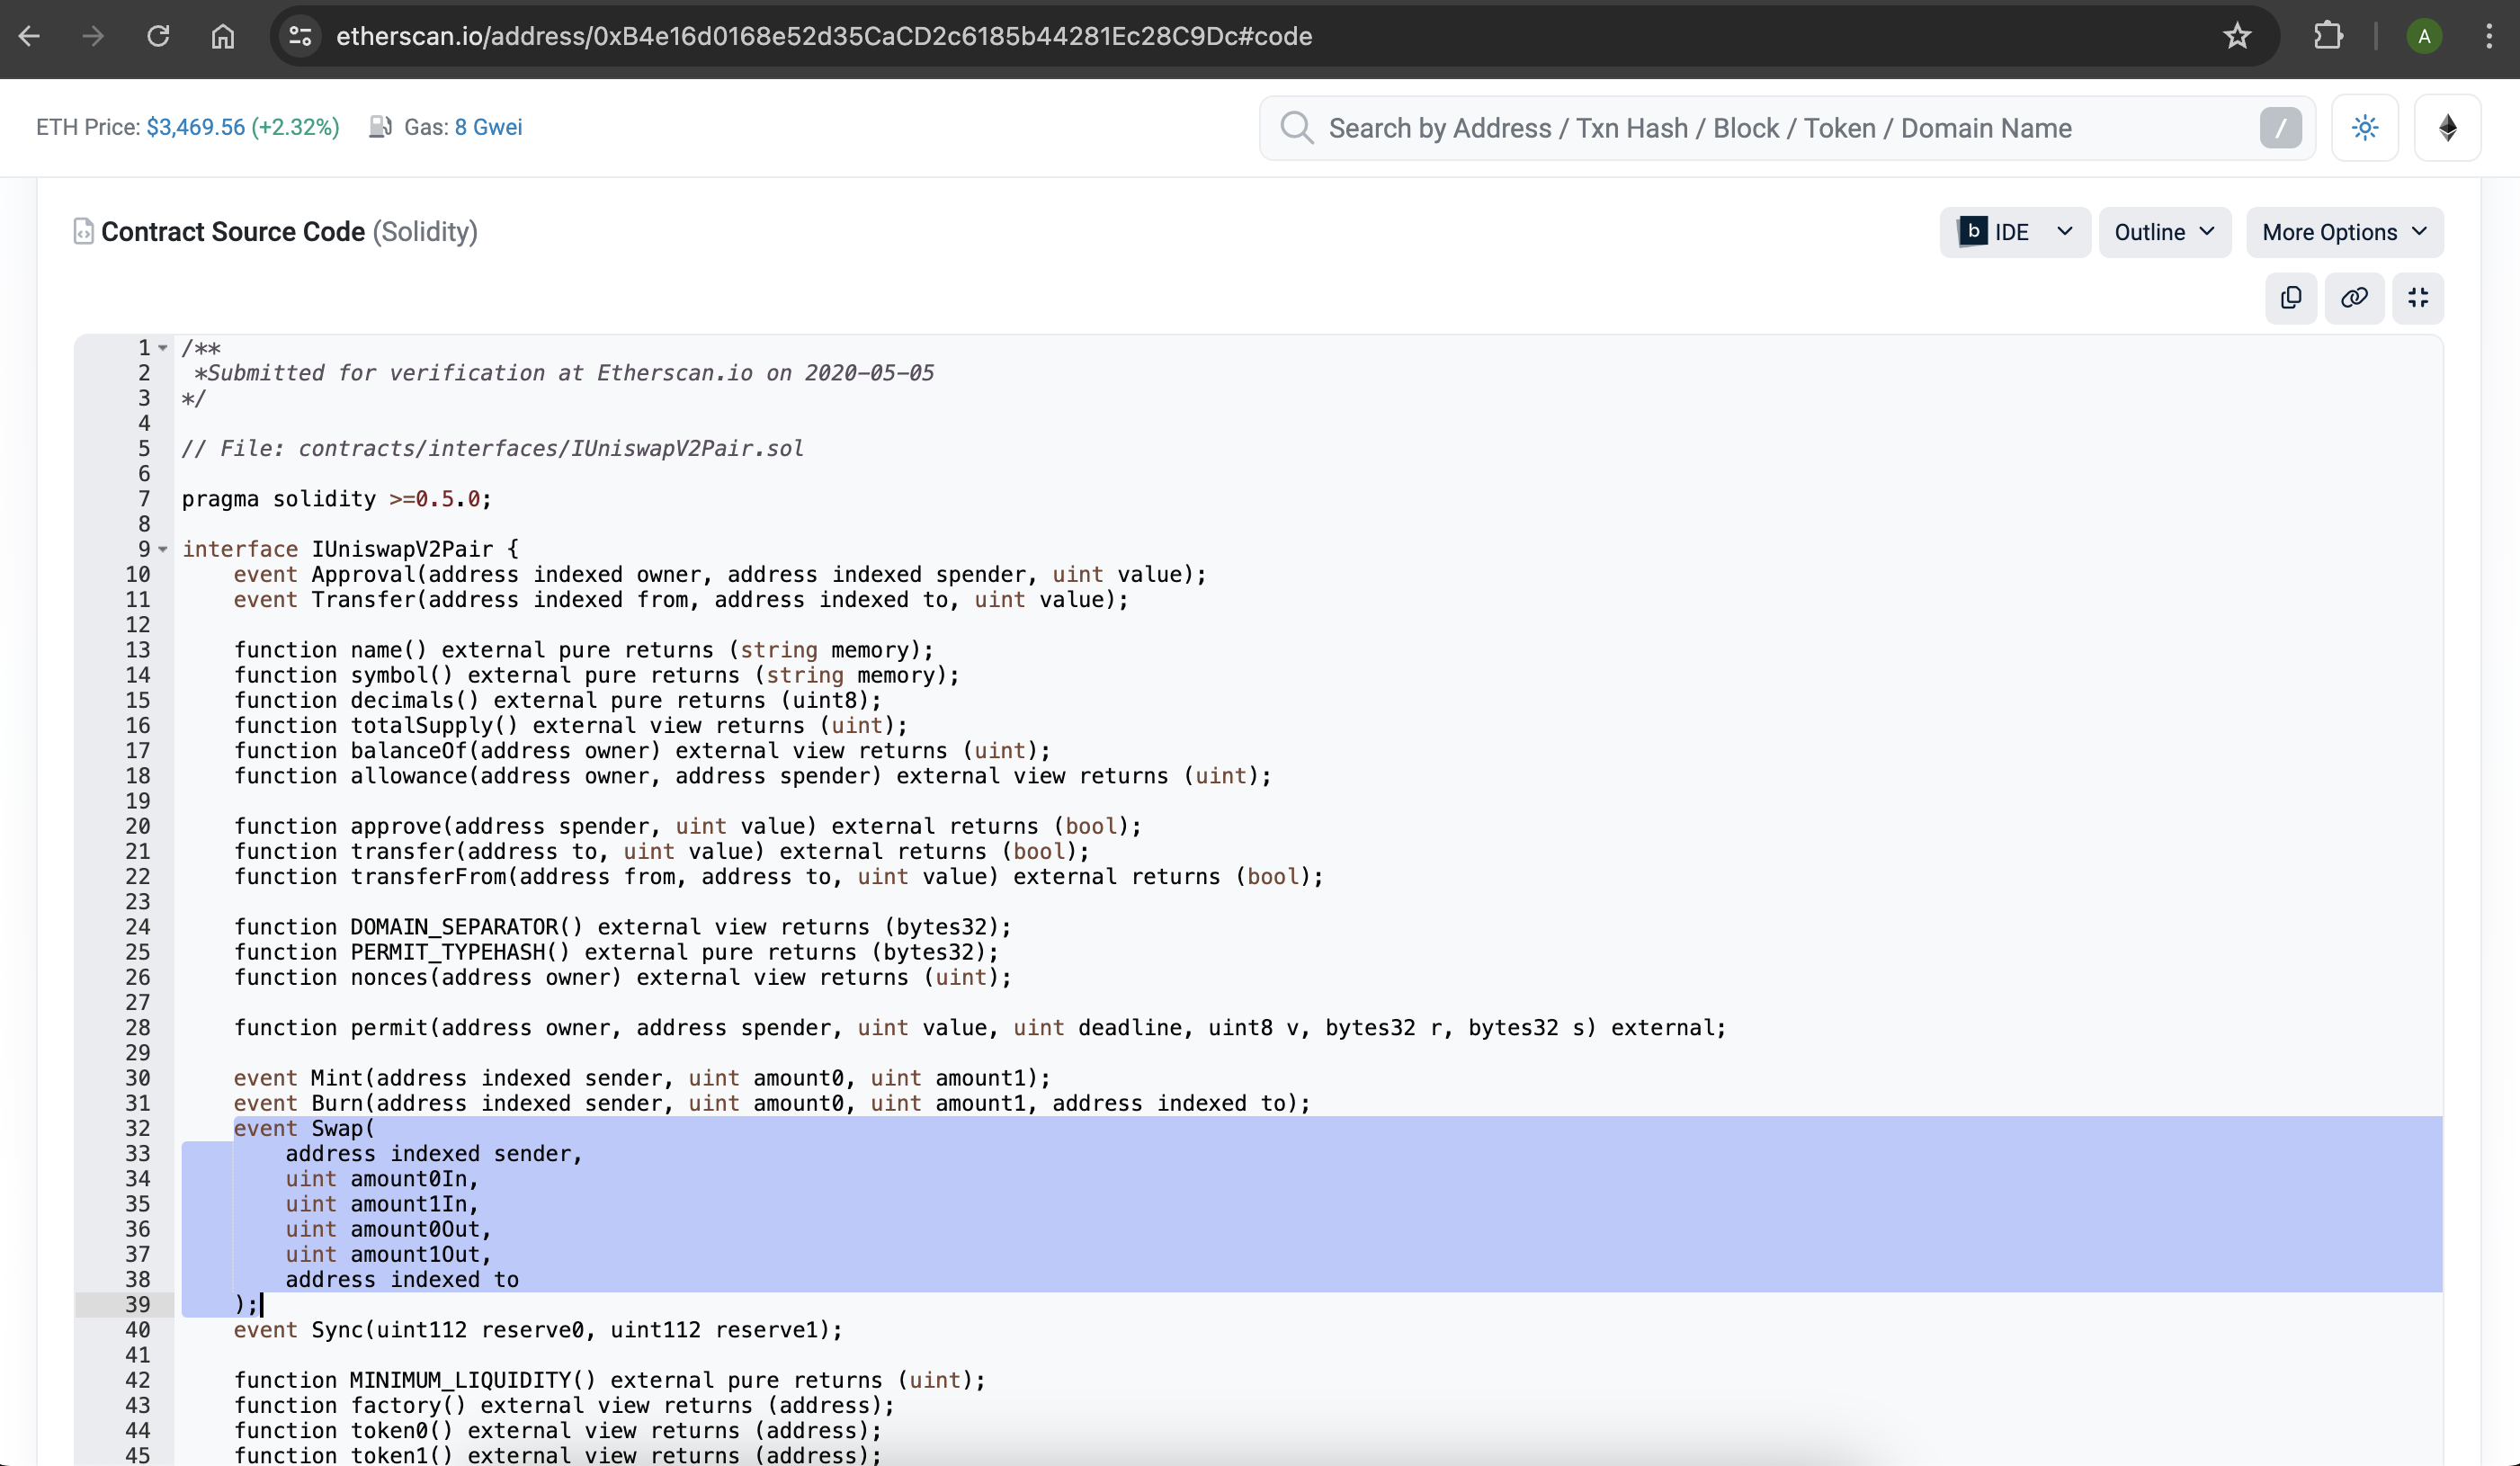 etherscan.io/address/0xB4e16d0168e52d35CaCD2c6185b44281Ec28C9Dc#code
A
ETH Price: $3,469.56 (+2.32%) Gas: 8 Gwei
Search by Address / Txn Hash / Block / Token / Domain Name /
Contract Source Code (Solidity)
b IDE Outline More Options
1 /**
2 *Submitted for verification at Etherscan.io on 2020-05-05
3 */
4
5 // File: contracts/interfaces/IUniswapV2Pair.sol
6
7 pragma solidity >=0.5.0;
8
9 interface IUniswapV2Pair {
10 event Approval(address indexed owner, address indexed spender, uint value);
11 event Transfer(address indexed from, address indexed to, uint value);
12
13 function name() external pure returns (string memory);
14 function symbol() external pure returns (string memory);
15 function decimals() external pure returns (uint8);
16 function totalSupply() external view returns (uint);
17 function balanceOf(address owner) external view returns (uint);
18 function allowance(address owner, address spender) external view returns (uint);
19
20 function approve(address spender, uint value) external returns (bool);
21 function transfer(address to, uint value) external returns (bool);
22 function transferFrom(address from, address to, uint value) external returns (bool);
23
24 function DOMAIN_SEPARATOR() external view returns (bytes32);
25 function PERMIT_TYPEHASH() external pure returns (bytes32);
26 function nonces(address owner) external view returns (uint);
27
28 function permit(address owner, address spender, uint value, uint deadline, uint8 v, bytes32 r, bytes32 s) external;
29
30 event Mint(address indexed sender, uint amount0, uint amount1);
31 event Burn(address indexed sender, uint amount0, uint amount1, address indexed to);
32 event Swap(
33 address indexed sender,
34 uint amount0In,
35 uint amount1In,
36 uint amount0Out,
37 uint amount1Out,
38 address indexed to
39 );
40 event Sync(uint112 reserve0, uint112 reserve1);
41
42 function MINIMUM_LIQUIDITY() external pure returns (uint);
43 function factory() external view returns (address);
44 function token0() external view returns (address);
45 function token1() external view returns (address);